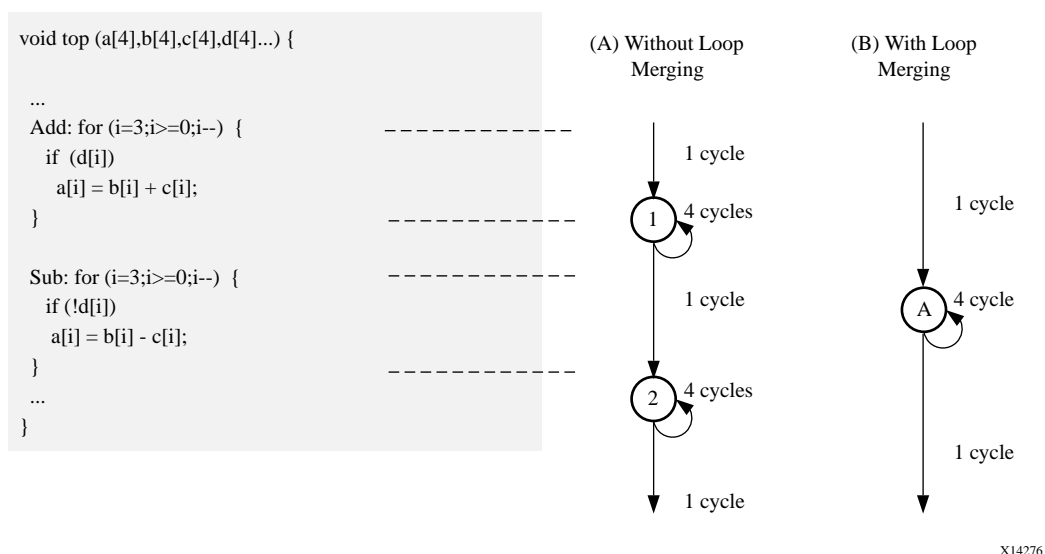 void top (a[4],b[4],c[4],d[4]...) {
...
Add: for (i=3;i>=0;i--) {
if (d[i])
a[i] = b[i] + c[i];
}
Sub: for (i=3;i>=0;i--) {
if (!d[i])
a[i] = b[i] - c[i];
}
...
}
(A) Without Loop
Merging
1 cycle
1
4 cycles
1 cycle
2
4 cycles
1 cycle
(B) With Loop
Merging
1 cycle
A
4 cycle
1 cycle
X14276